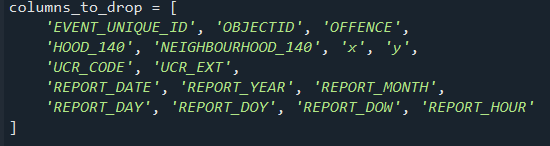 columns_to_drop = [
'EVENT_UNIQUE_ID', 'OBJECTID', 'OFFENCE',
'HOOD_140', 'NEIGHBOURHOOD_140', 'x', 'y',
'UCR_CODE', 'UCR_EXT',
'REPORT_DATE', 'REPORT_YEAR', 'REPORT_MONTH',
'REPORT_DAY', 'REPORT_DOY', 'REPORT_DOW', 'REPORT_HOUR'
]